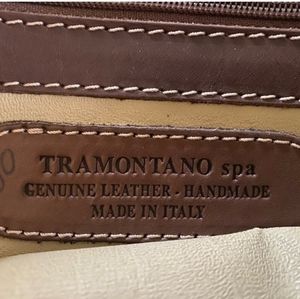 TRAMONTANO spa
GENUINE LEATHER - HANDMADE
MADE IN ITALY